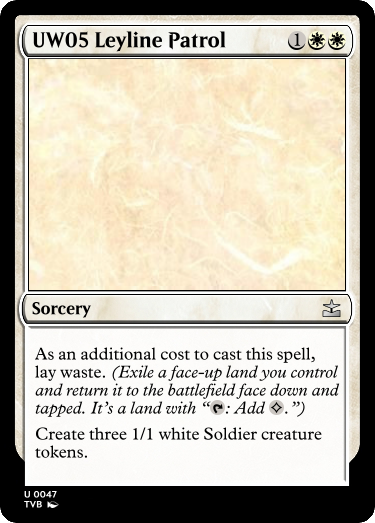 UW05 Leyline Patrol 1
Sorcery
As an additional cost to cast this spell,
lay waste. (Exile a face-up land you control
and return it to the battlefield face down and
tapped. It's a land with “: Add .”)
Create three 1/1 white Soldier creature
tokens.
U 0047
TVB